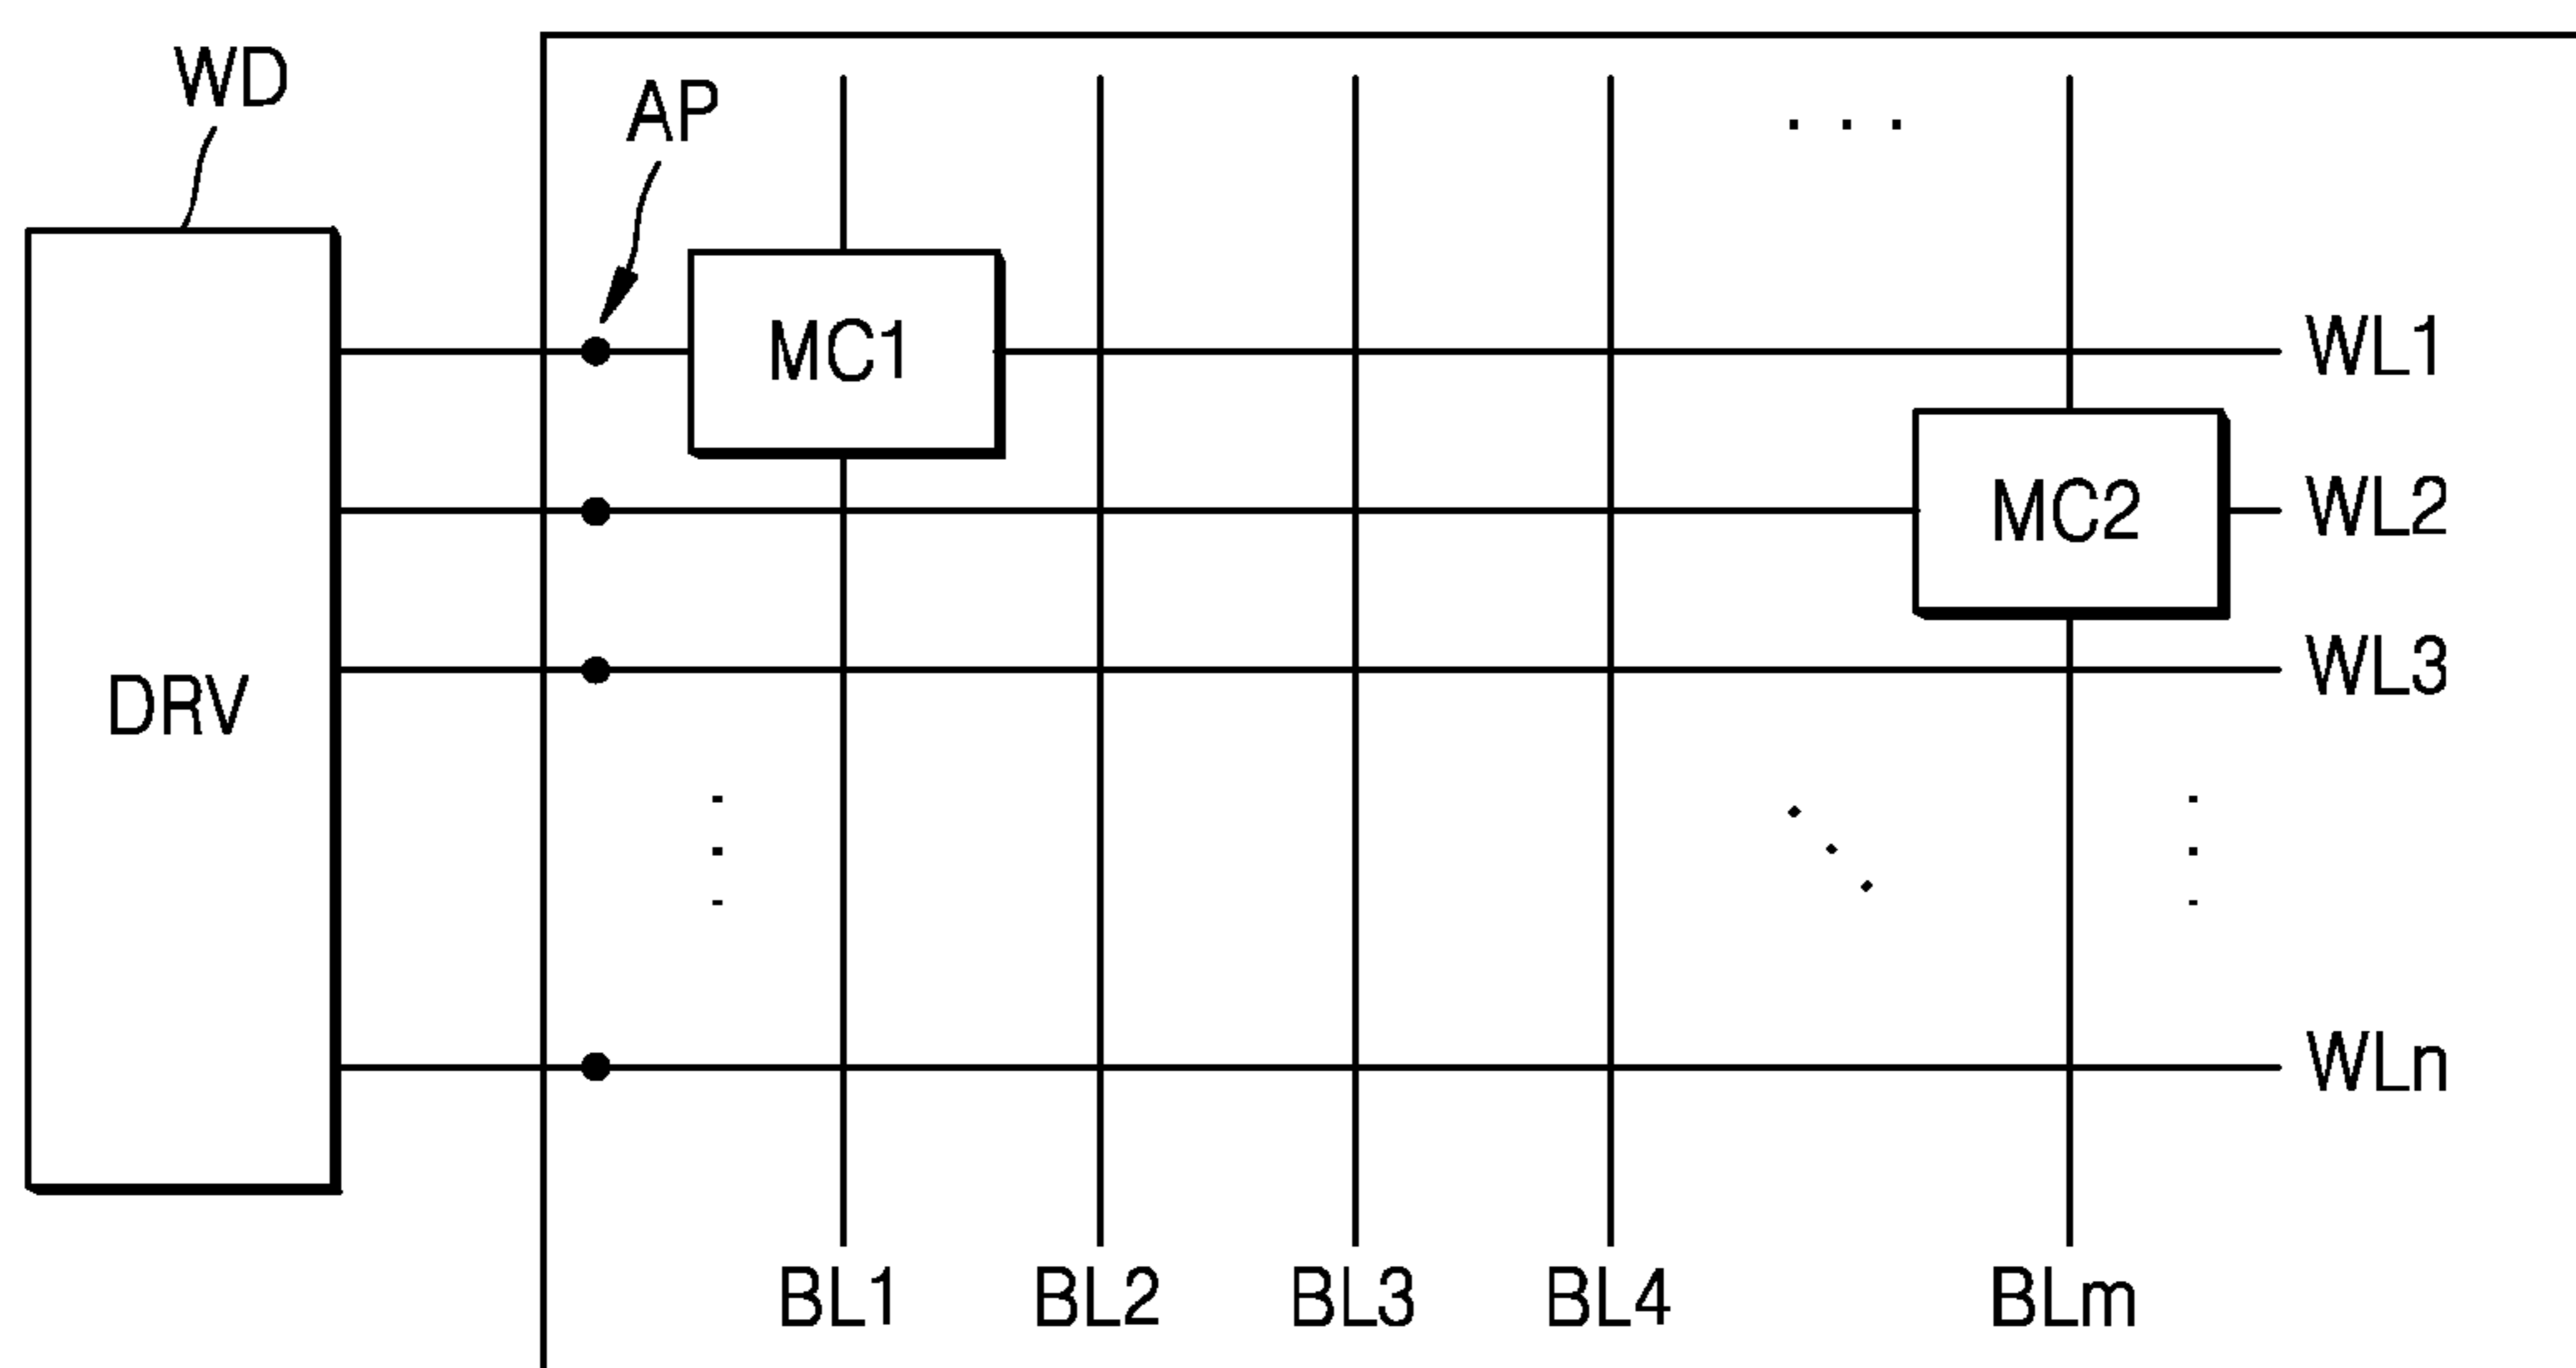 WD
AP
MC1
WL1
MC2
WL2
WL3
DRV
WLn
BL1 BL2 BL3 BL4 BLm